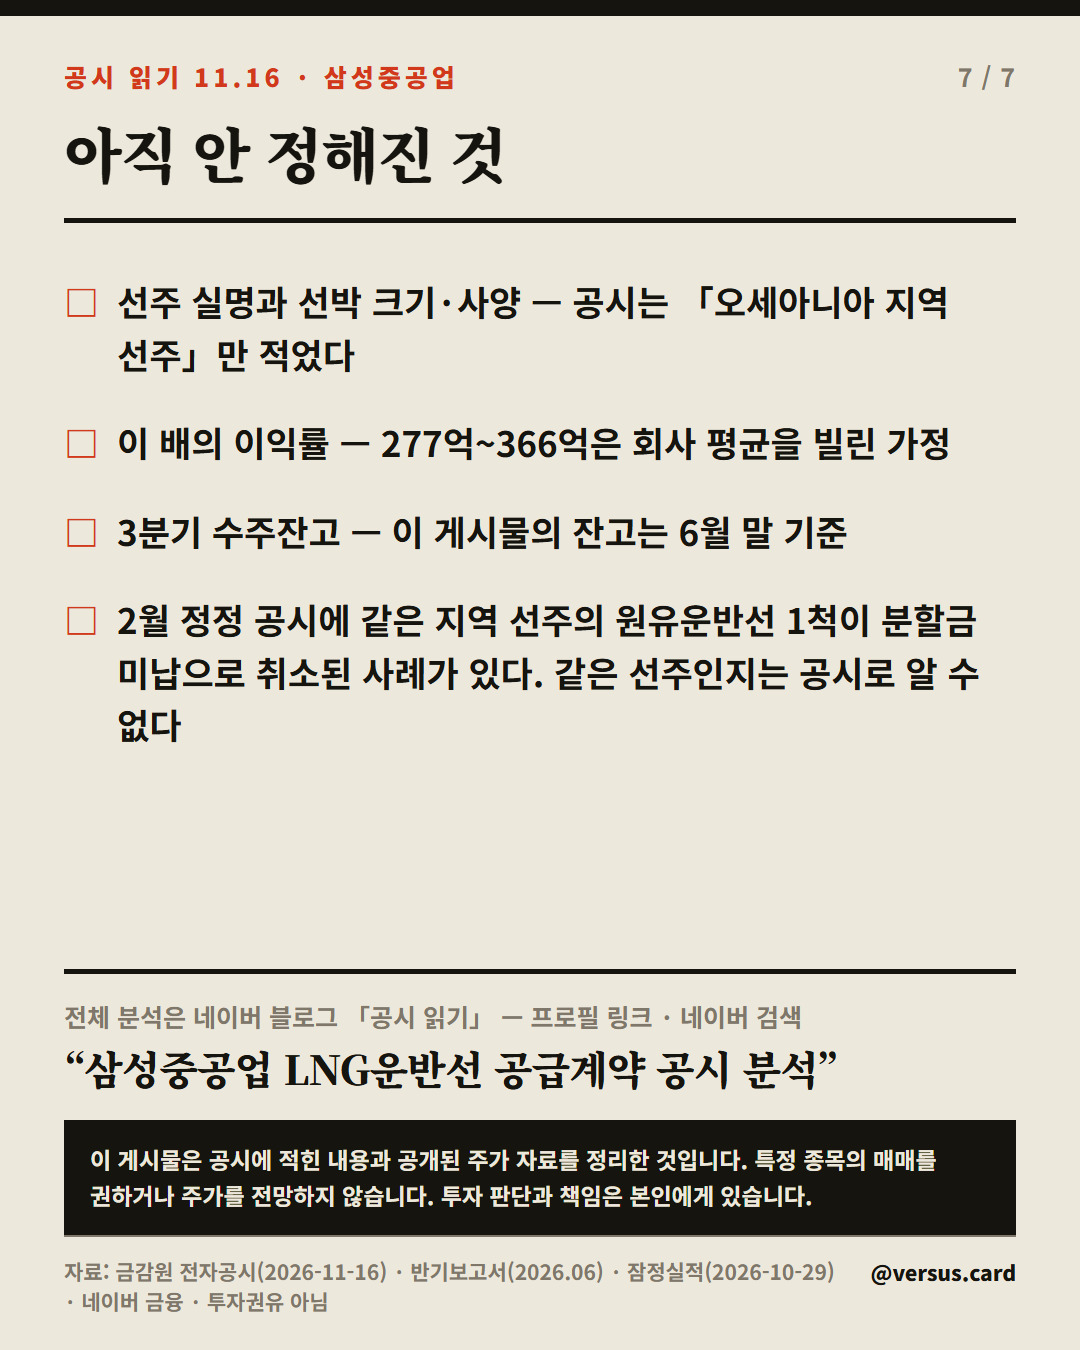 공시 읽기 11.16 · 삼성중공업
7 / 7
아직 안 정해진 것
□ 선주 실명과 선박 크기·사양 — 공시는 「오세아니아 지역
선주」만 적었다
□ 이 배의 이익률 — 277억~366억은 회사 평균을 빌린 가정
□ 3분기 수주잔고 — 이 게시물의 잔고는 6월 말 기준
□ 2월 정정 공시에 같은 지역 선주의 원유운반선 1척이 분할금
미납으로 취소된 사례가 있다. 같은 선주인지는 공시로 알 수
없다
전체 분석은 네이버 블로그 「공시 읽기」 — 프로필 링크 · 네이버 검색
“삼성중공업 LNG운반선 공급계약 공시 분석”
이 게시물은 공시에 적힌 내용과 공개된 주가 자료를 정리한 것입니다. 특정 종목의 매매를
권하거나 주가를 전망하지 않습니다. 투자 판단과 책임은 본인에게 있습니다.
자료: 금감원 전자공시(2026-11-16) · 반기보고서(2026.06) · 잠정실적(2026-10-29)
· 네이버 금융 · 투자권유 아님
@versus.card